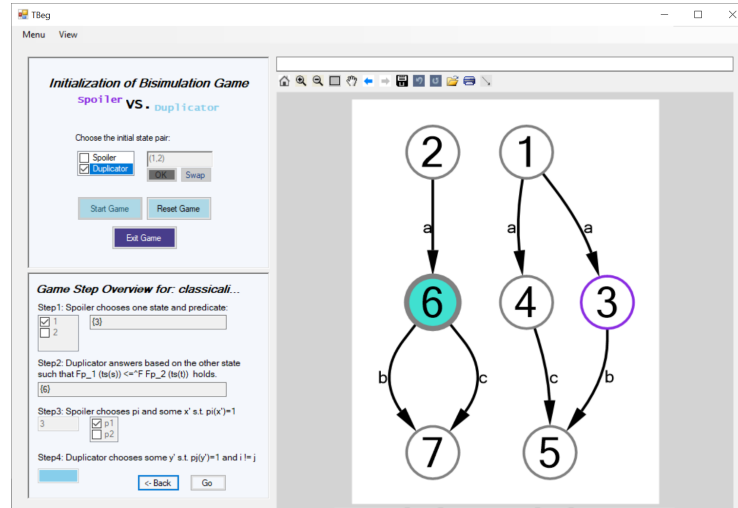 TBeg
Menu View
Initialization of Bisimulation Game
Spoiler VS. Duplicator
Choose the initial state pair:
Spoiler
Duplicator
(1,2)
OK Swap
Start Game Reset Game
Exit Game
Game Step Overview for: classicali...
Step1: Spoiler chooses one state and predicate:
1
2
{3}
Step2: Duplicator answers based on the other state
such that Fp_1 (ts(s)) <=^F Fp_2 (ts(t)) holds.
{6}
Step3: Spoiler chooses pi and some x' s.t. pi(x')=1
3
p1
p2
Step4: Duplicator chooses some y' s.t. pj(y')=1 and i != j
<- Back Go
2 1
a a a
6 4 3
b c c b
7 5